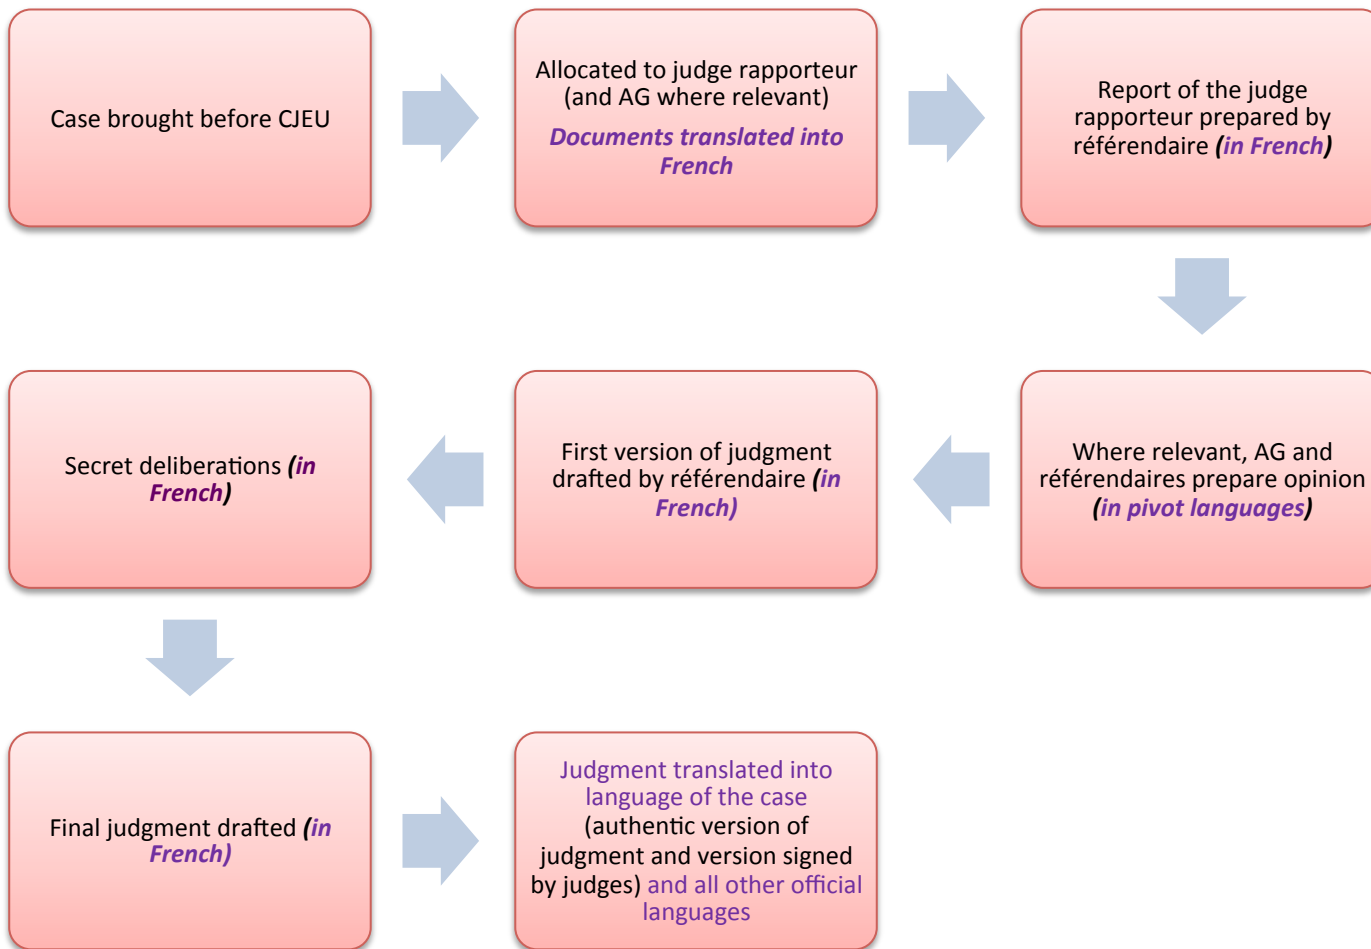 Case brought before CJEU
Allocated to judge rapporteur
(and AG where relevant)
Documents translated into
French
Report of the judge
rapporteur prepared by
référendaire (in French)
Where relevant, AG and
référendaires prepare opinion
(in pivot languages)
First version of judgment
drafted by référendaire (in
French)
Secret deliberations (in
French)
Final judgment drafted (in
French)
Judgment translated into
language of the case
(authentic version of
judgment and version signed
by judges) and all other official
languages